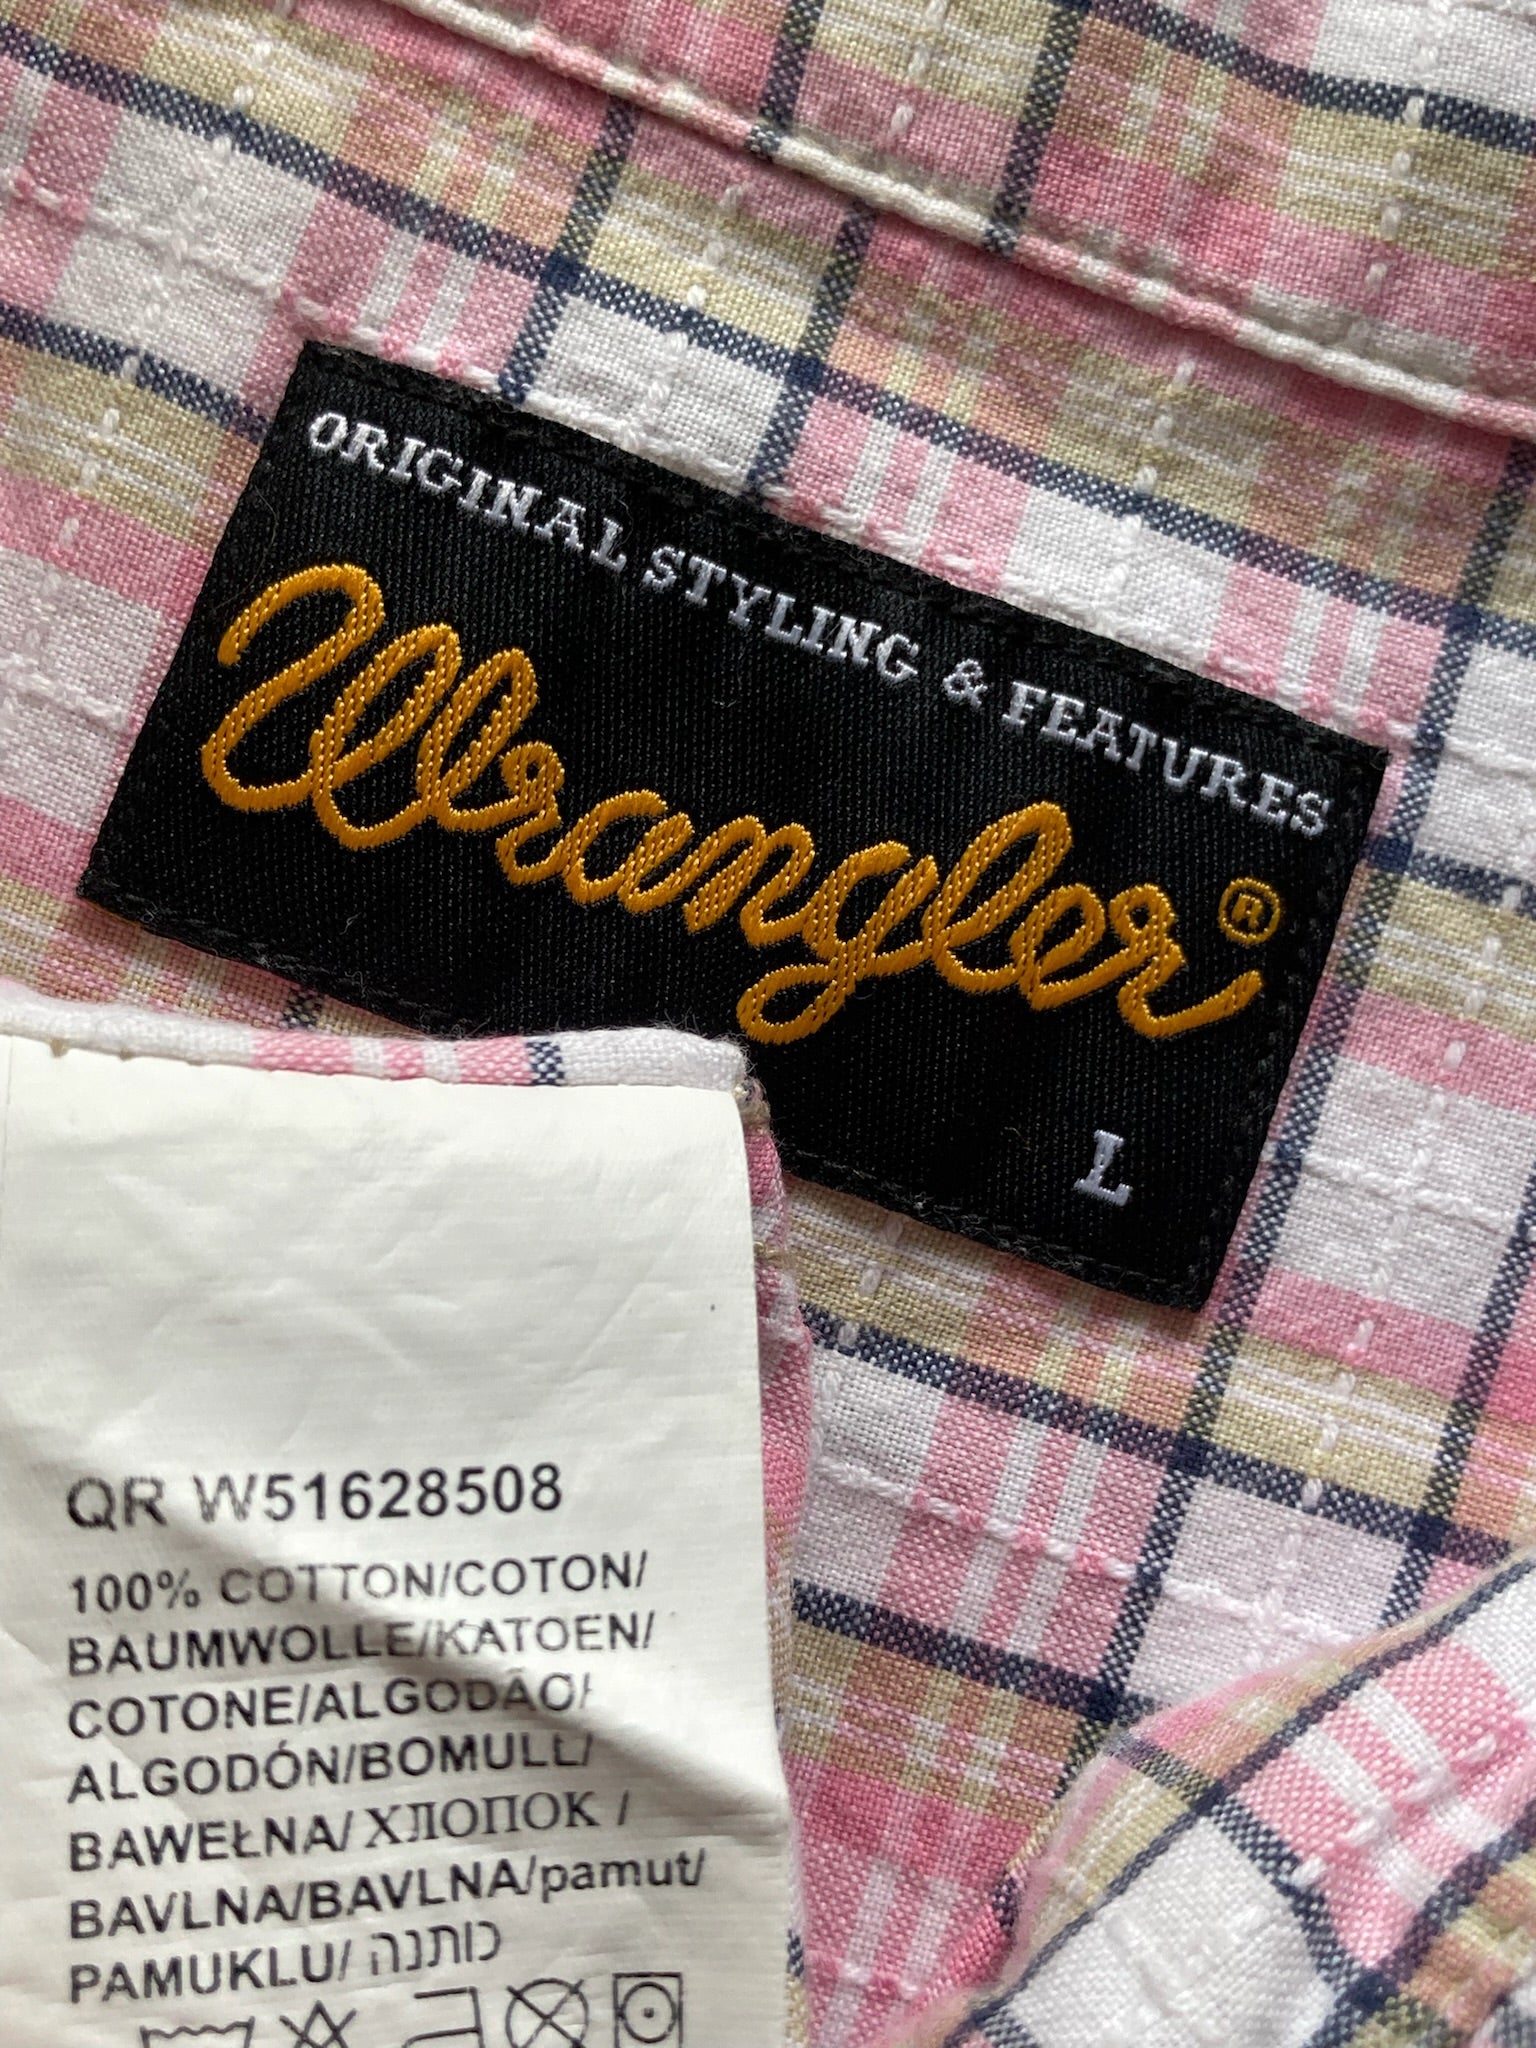 ORIGINAL STYLING & FEATURES
Wrangler®
L
QR W51628508
100% COTTON/COTON/
BAUMWOLLE/KATOEN/
COTONE/ALGODÃO/
ALGODÓN/BOMULL/
BAWEŁNA/ ХЛОПОК /
BAVLNA/BAVLNA/pamut/
PAMUKLU/ כותנה